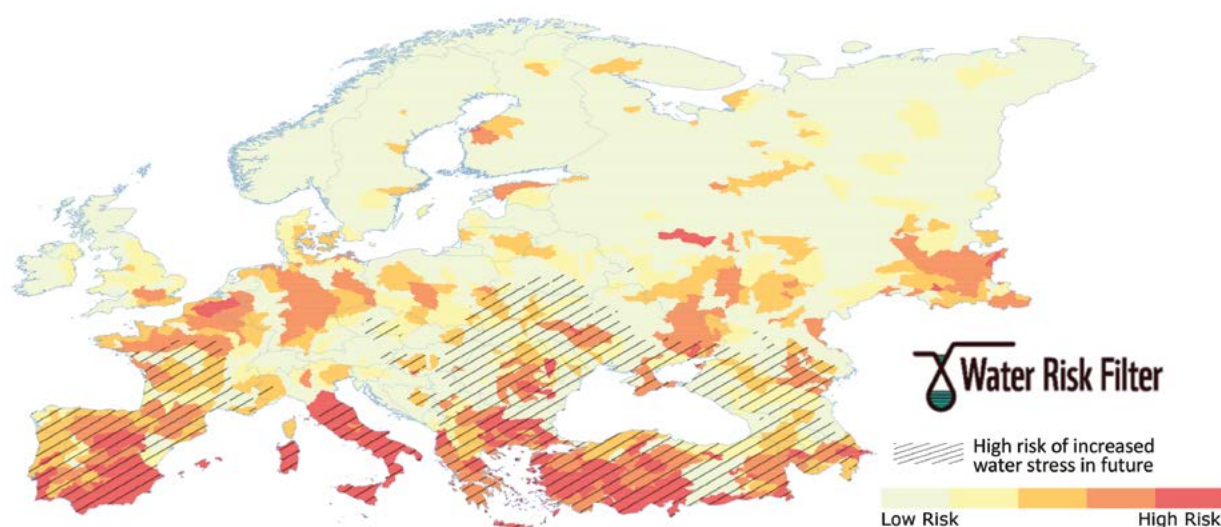 Water Risk Filter
High risk of increased
water stress in future
Low Risk High Risk